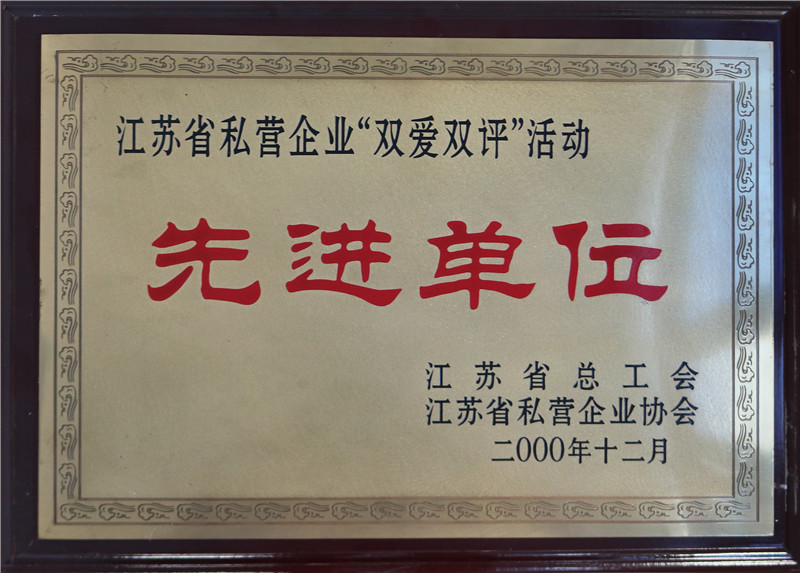 江苏省私营企业“双爱双评”活动
先进单位
江苏省总工会
江苏省私营企业协会
二000年十二月